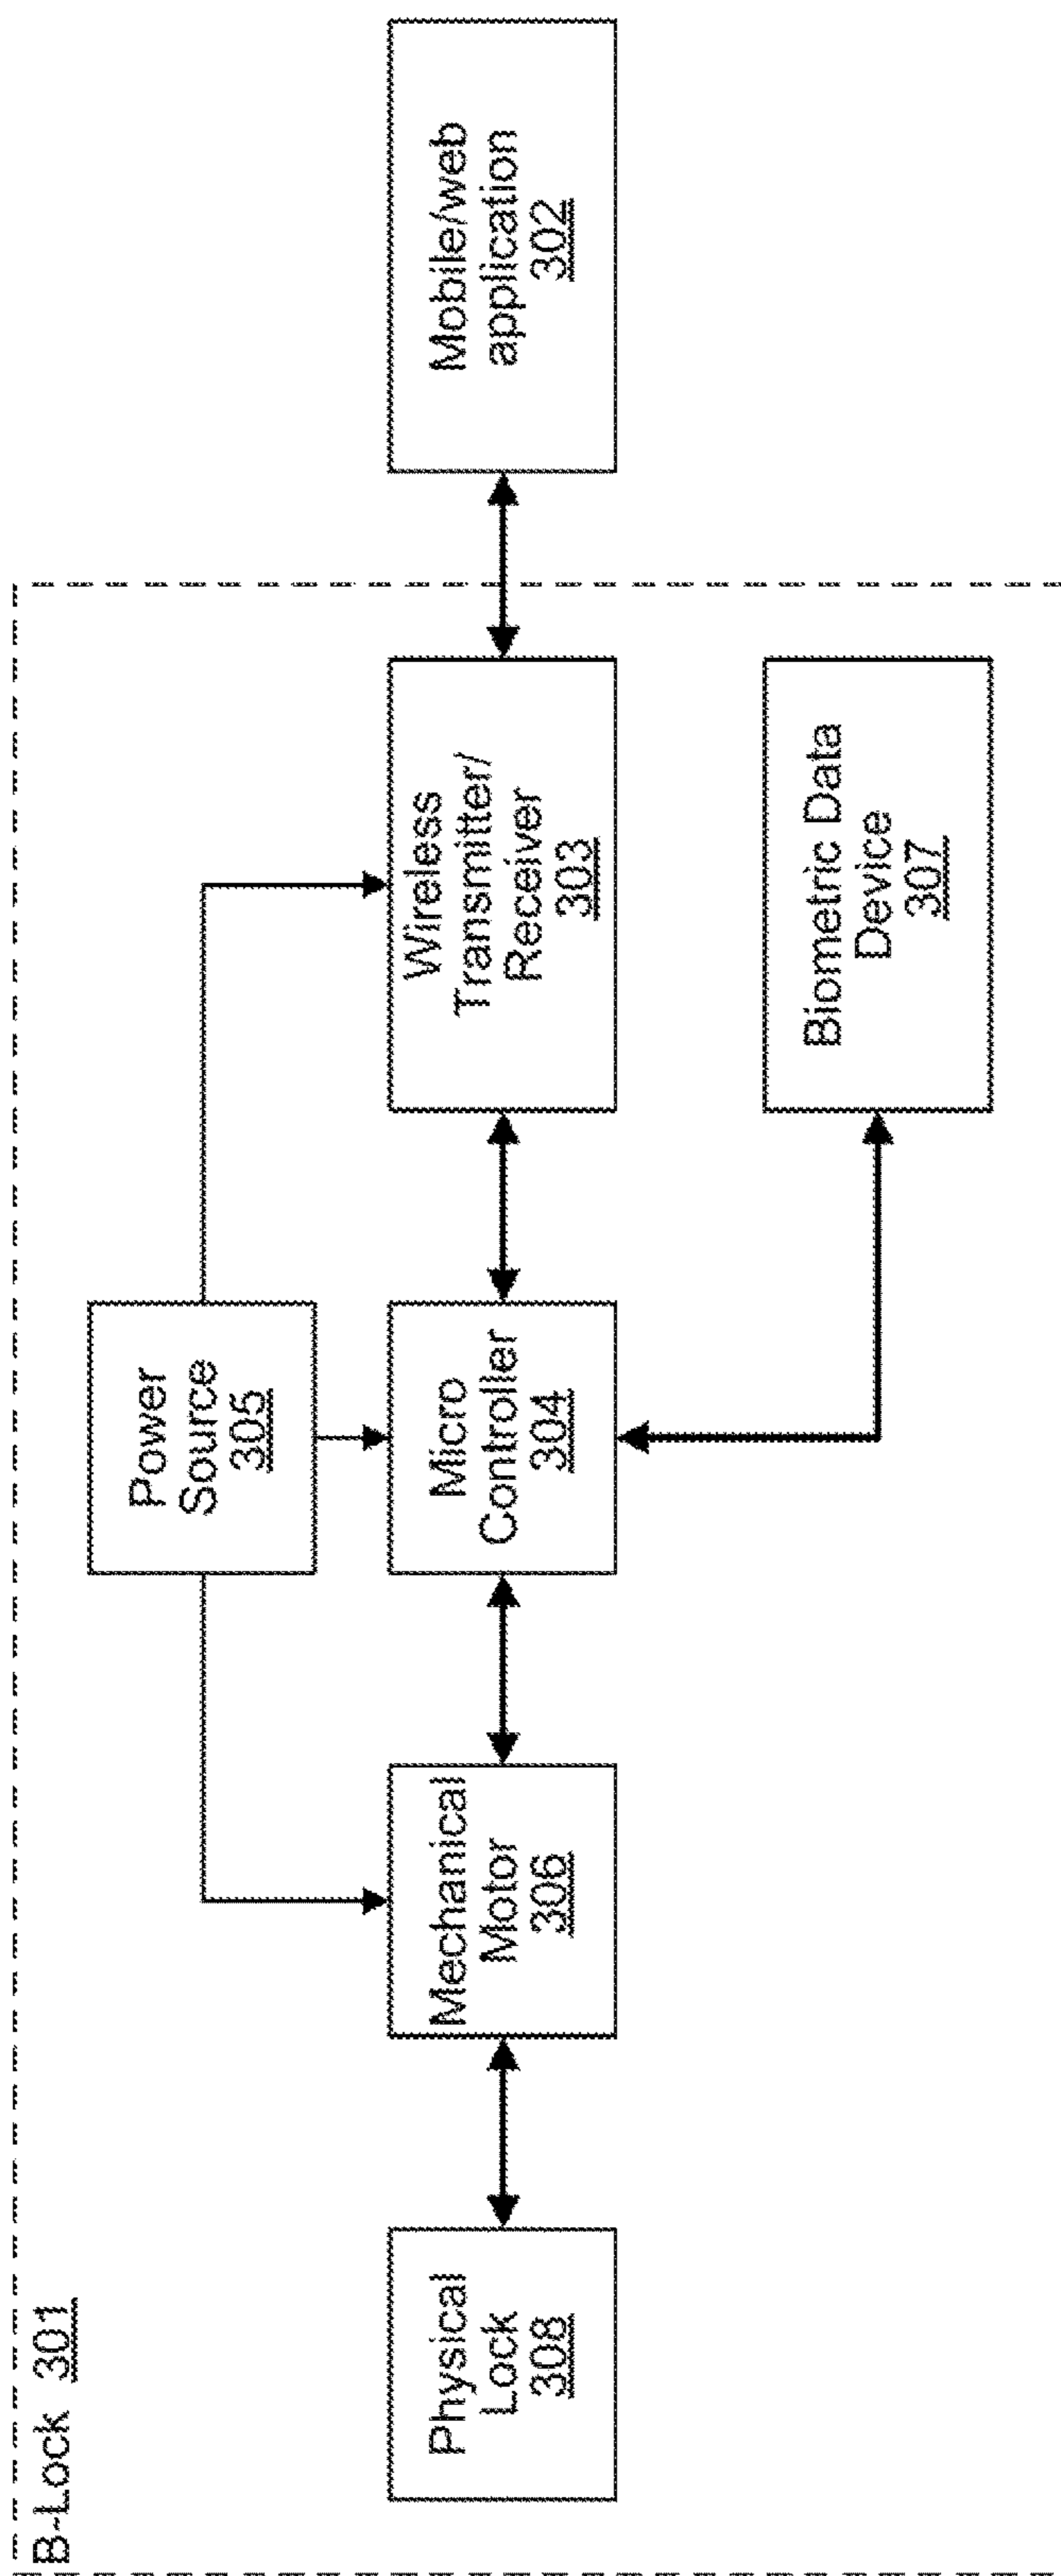 B-Lock 301
Power
Source
305
Physical
Lock
308
Mechanical
Motor
306
Micro
Controller
304
Wireless
Transmitter/
Receiver
303
Mobile/web
application
302
Biometric Data
Device
307